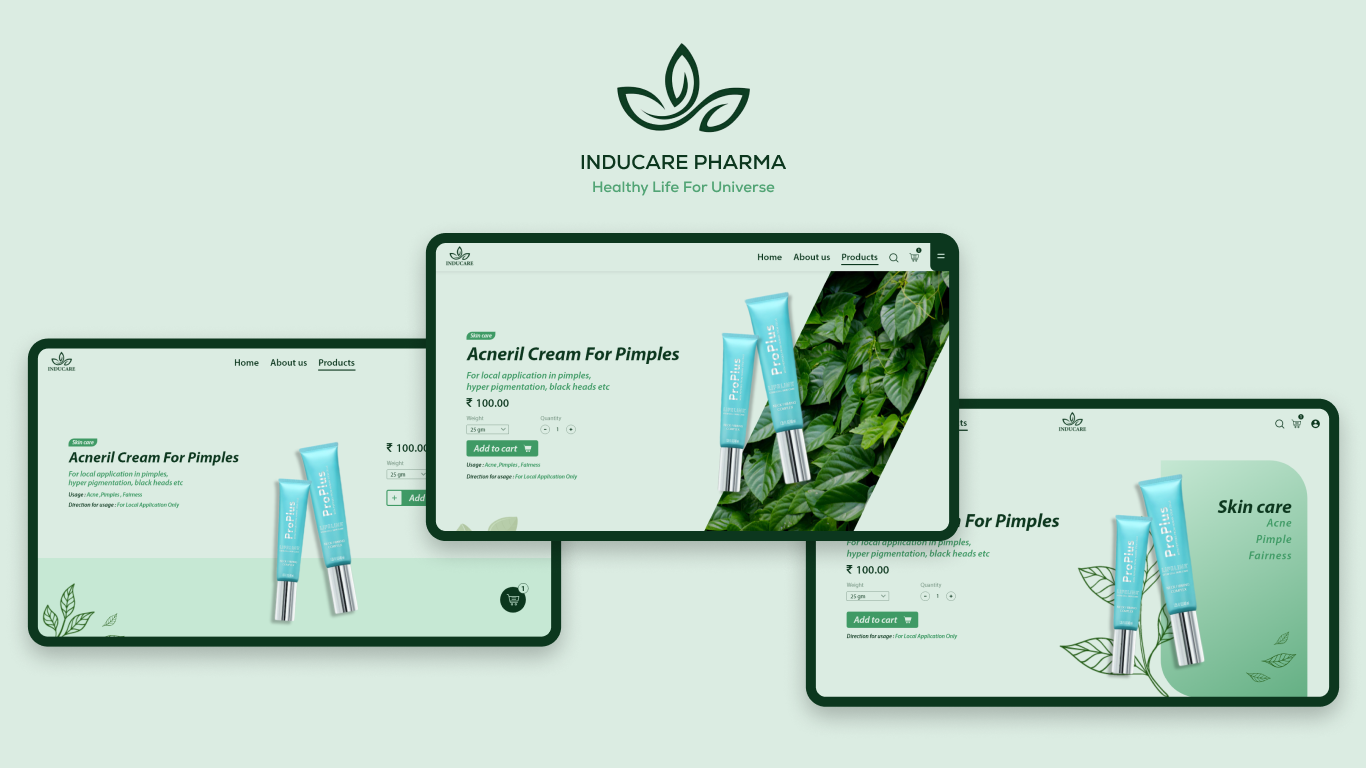 INDUCARE PHARMA
Healthy Life For Universe
INDUCARE
Home About us Products
1
Skin care
Acneril Cream For Pimples
For local application in pimples,
hyper pigmentation, black heads etc
₹ 100.00
Weight Quantity
25 gm - 1 +
Add to cart
Usage : Acne ,Pimples , Fairness
Direction for usage : For Local Application Only
ProPlus
ProPlus
INDUCARE
Home About us Products
Skin care
Acneril Cream For Pimples
For local application in pimples,
hyper pigmentation, black heads etc
Usage : Acne ,Pimples , Fairness
Direction for usage : For Local Application Only
ProPlus
ProPlus
₹ 100.00
Weight
25 gm
+ Add
1
ts
INDUCARE
1
For Pimples
For local application in pimples,
hyper pigmentation, black heads etc
₹ 100.00
Weight Quantity
25 gm - 1 +
Add to cart
Direction for usage : For Local Application Only
ProPlus
ProPlus
Skin care
Acne
Pimple
Fairness